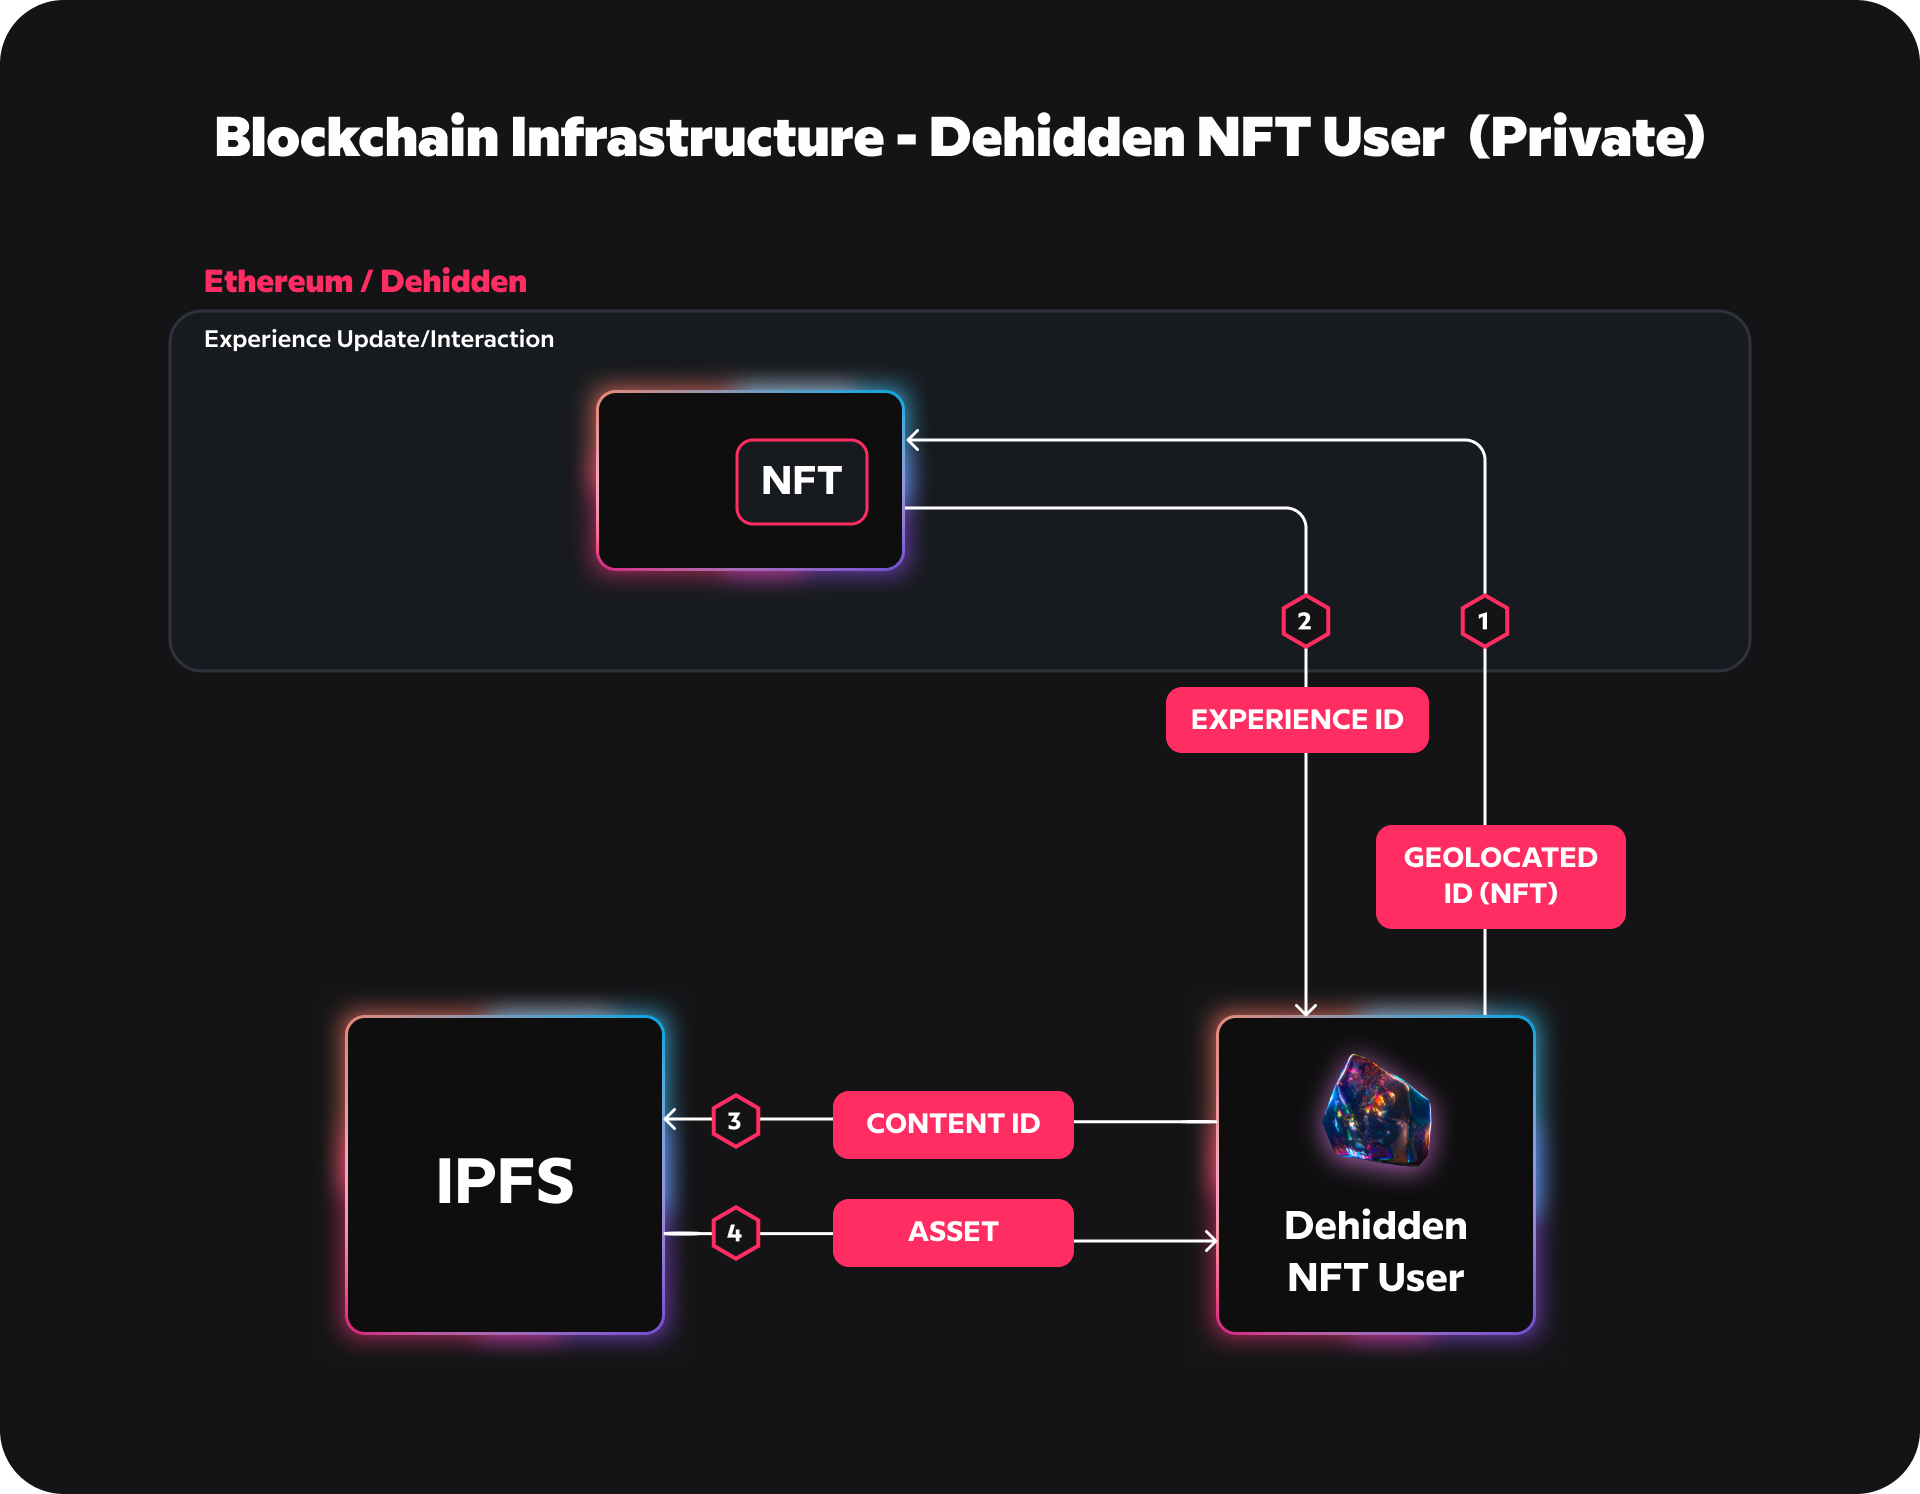 Blockchain Infrastructure - Dehidden NFT User (Private)
Ethereum / Dehidden
Experience Update/Interaction
NFT
2
1
EXPERIENCE ID
GEOLOCATED
ID (NFT)
IPFS
3
CONTENT ID
4
ASSET
Dehidden
NFT User